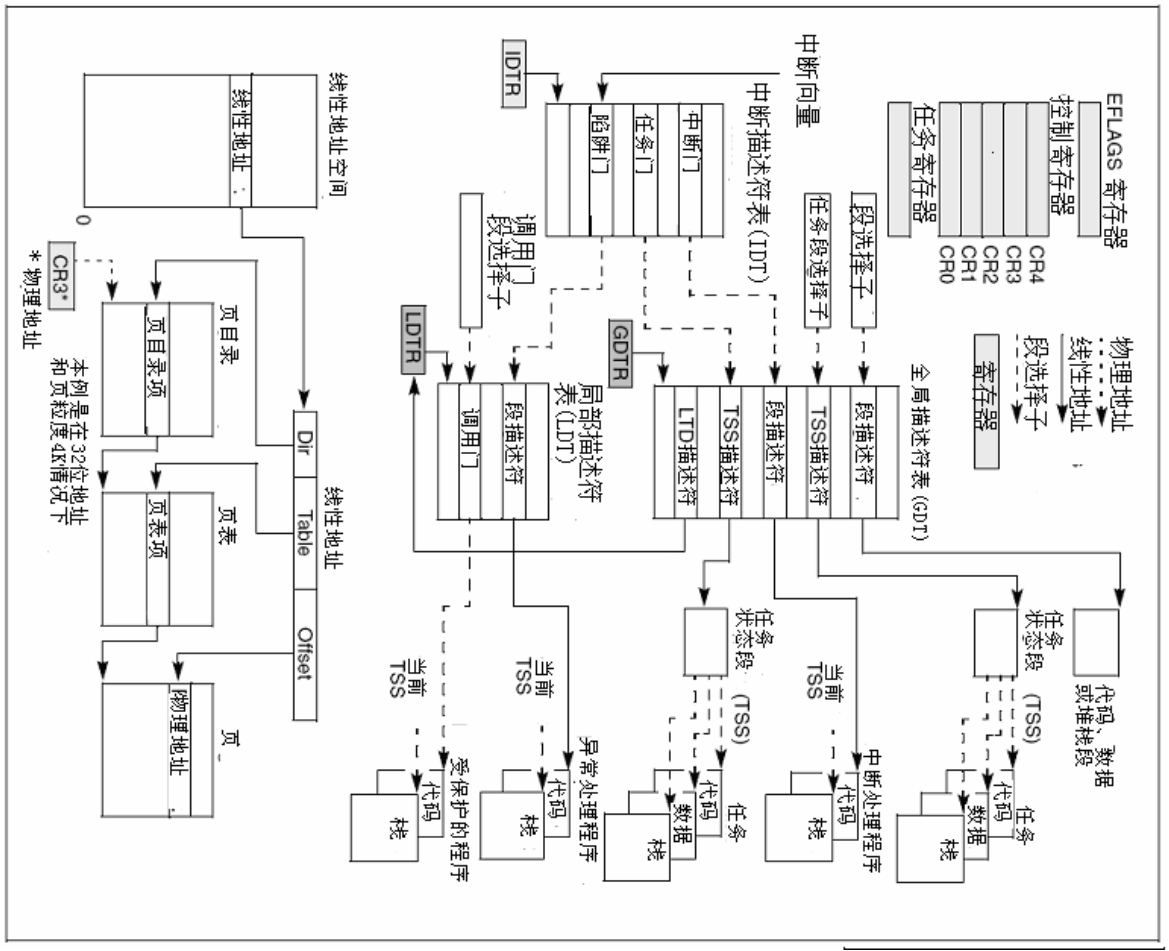 EFLAGS 寄存器
控制寄存器
CR4
CR3
CR2
CR1
CR0
任务寄存器
物理地址
线性地址
段选择子
寄存器
代码、数据
或堆栈段
段选择子
任务段选择子
全局描述符表(GDT)
段描述符
TSS描述符
段描述符
TSS描述符
LTD描述符
GDTR
任务
状态段
(TSS)
任务
代码
数据
栈
中断向量
中断描述符表(IDT)
中断门
任务门
陷阱门
IDTR
中断处理程序
当前
TSS
代码
栈
任务
状态段
(TSS)
任务
代码
数据
栈
调用门
段选择子
局部描述符
表(LDT)
段描述符
调用门
LDTR
异常处理程序
当前
TSS
代码
栈
受保护的程序
当前
TSS
代码
栈
线性地址空间
线性地址
0
线性地址
Dir
Table
Offset
页目录
页目录项
页表
页表项
页
物理地址
CR3*
*物理地址
本例是在32位地址
和页粒度4K情况下